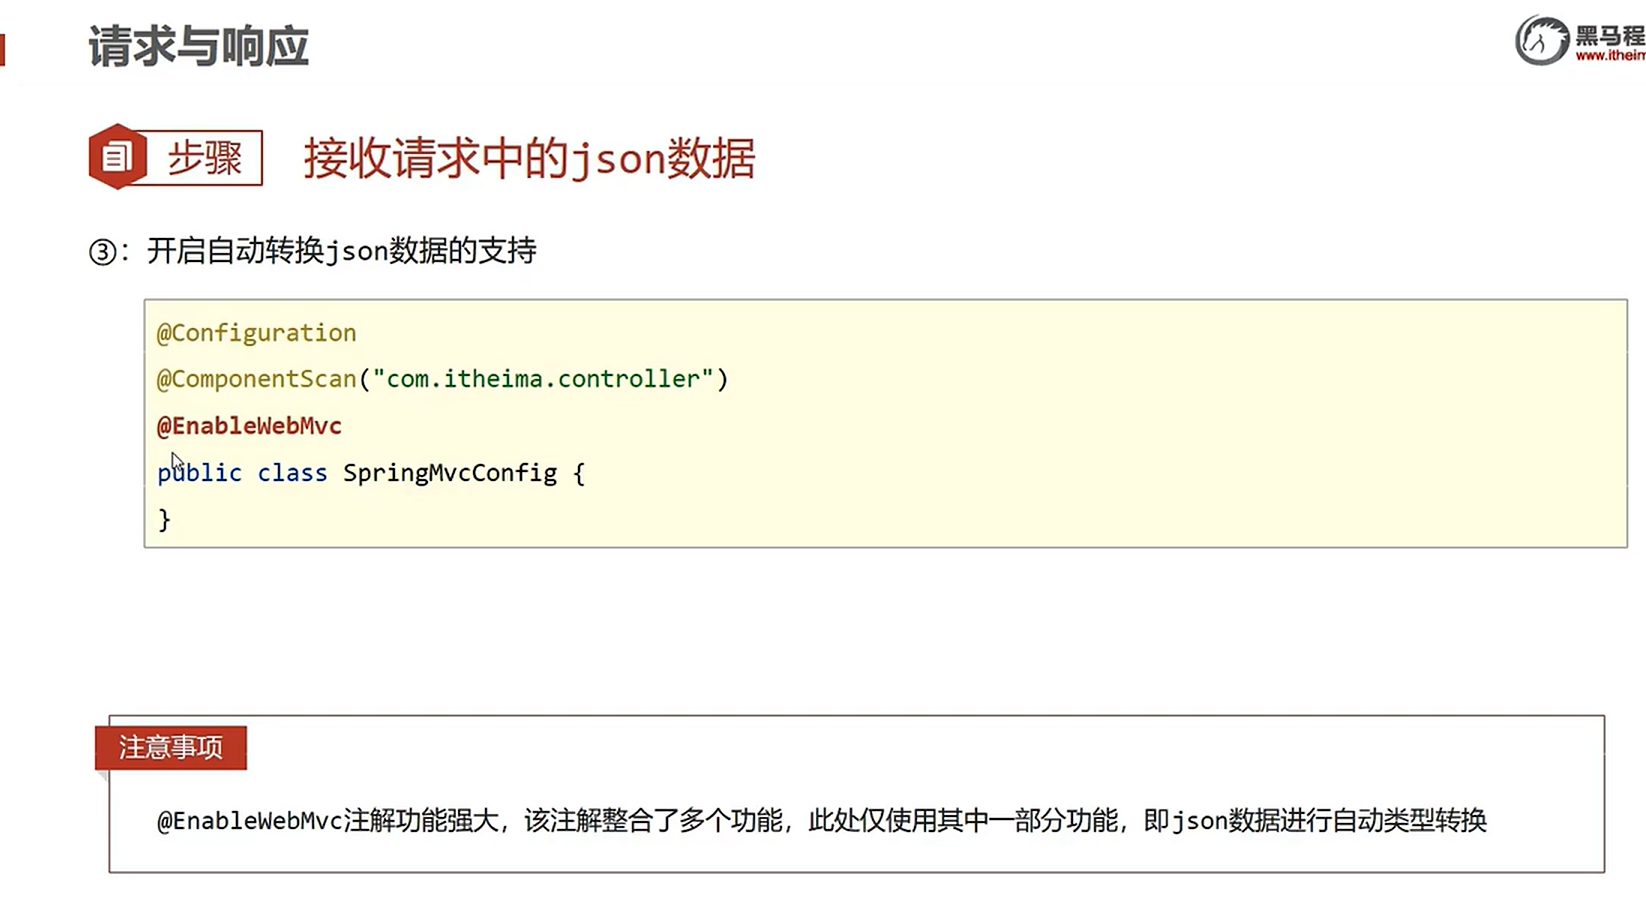 请求与响应
黑马程
www.itheim
步骤
接收请求中的json数据
③：开启自动转换json数据的支持
@Configuration
@ComponentScan("com.itheima.controller")
@EnableWebMvc
public class SpringMvcConfig {
}
注意事项
@EnableWebMvc注解功能强大，该注解整合了多个功能，此处仅使用其中一部分功能，即json数据进行自动类型转换